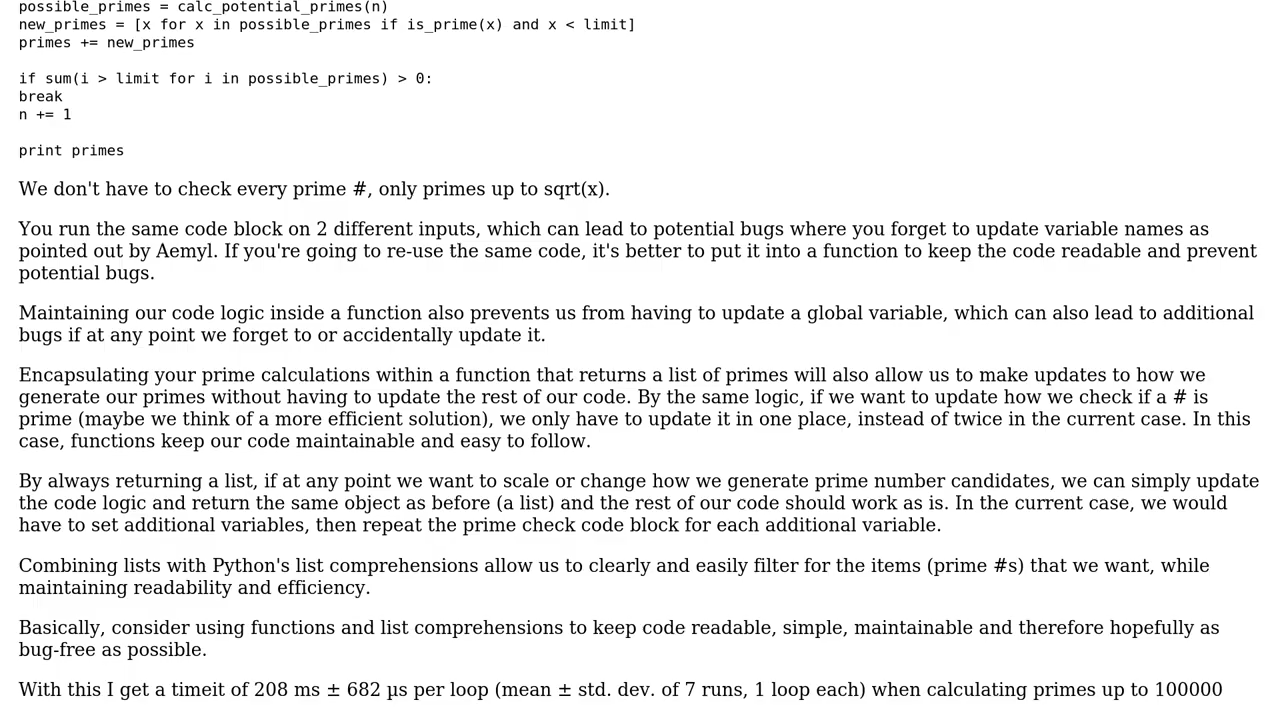 possible_primes = calc_potential_primes(n)
new_primes = [x for x in possible_primes if is_prime(x) and x < limit]
primes += new_primes
if sum(i > limit for i in possible_primes) > 0:
break
n += 1
print primes
We don't have to check every prime #, only primes up to sqrt(x).
You run the same code block on 2 different inputs, which can lead to potential bugs where you forget to update variable names as
pointed out by Aemyl. If you're going to re-use the same code, it's better to put it into a function to keep the code readable and prevent
potential bugs.
Maintaining our code logic inside a function also prevents us from having to update a global variable, which can also lead to additional
bugs if at any point we forget to or accidentally update it.
Encapsulating your prime calculations within a function that returns a list of primes will also allow us to make updates to how we
generate our primes without having to update the rest of our code. By the same logic, if we want to update how we check if a # is
prime (maybe we think of a more efficient solution), we only have to update it in one place, instead of twice in the current case. In this
case, functions keep our code maintainable and easy to follow.
By always returning a list, if at any point we want to scale or change how we generate prime number candidates, we can simply update
the code logic and return the same object as before (a list) and the rest of our code should work as is. In the current case, we would
have to set additional variables, then repeat the prime check code block for each additional variable.
Combining lists with Python's list comprehensions allow us to clearly and easily filter for the items (prime #s) that we want, while
maintaining readability and efficiency.
Basically, consider using functions and list comprehensions to keep code readable, simple, maintainable and therefore hopefully as
bug-free as possible.
With this I get a timeit of 208 ms ± 682 µs per loop (mean ± std. dev. of 7 runs, 1 loop each) when calculating primes up to 100000